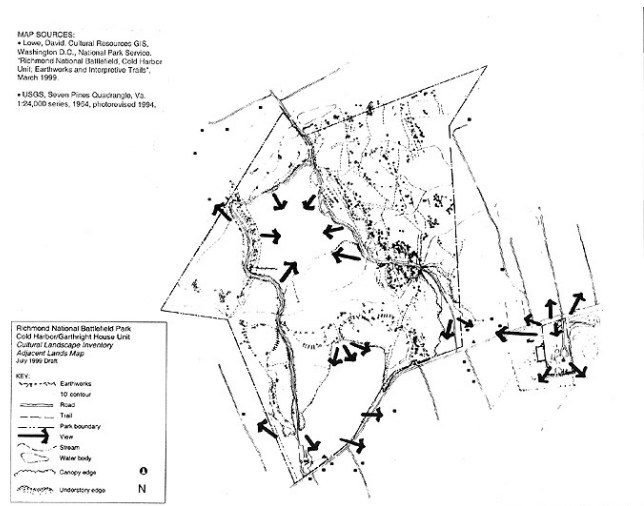 MAP SOURCES:
• Lowe, David, Cultural Resources GIS,
Washington D.C., National Park Service.
"Richmond National Battlefield, Cold Harbor
Unit; Earthworks and Interpretive Trails",
March 1999.
• USGS, Seven Pines Quadrangle, Va.
1:24,000 series, 1964, photorevised 1994.
Richmond National Battlefield Park
Cold Harbor/Garthright House Unit
Cultural Landscape Inventory
Adjacent Lands Map
July 1999 Draft
KEY:
Earthworks
10' contour
Road
Trail
Park boundary
View
Stream
Water body
Canopy edge
Understory edge
N